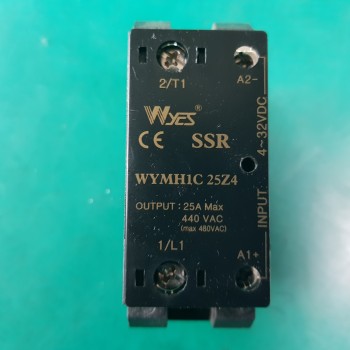 2/T1 A2-
WYES®
CE SSR
WYMH1C 25Z4
OUTPUT : 25A Max
440 VAC
(max 480VAC)
1/L1 A1+
INPUT : 4~32VDC